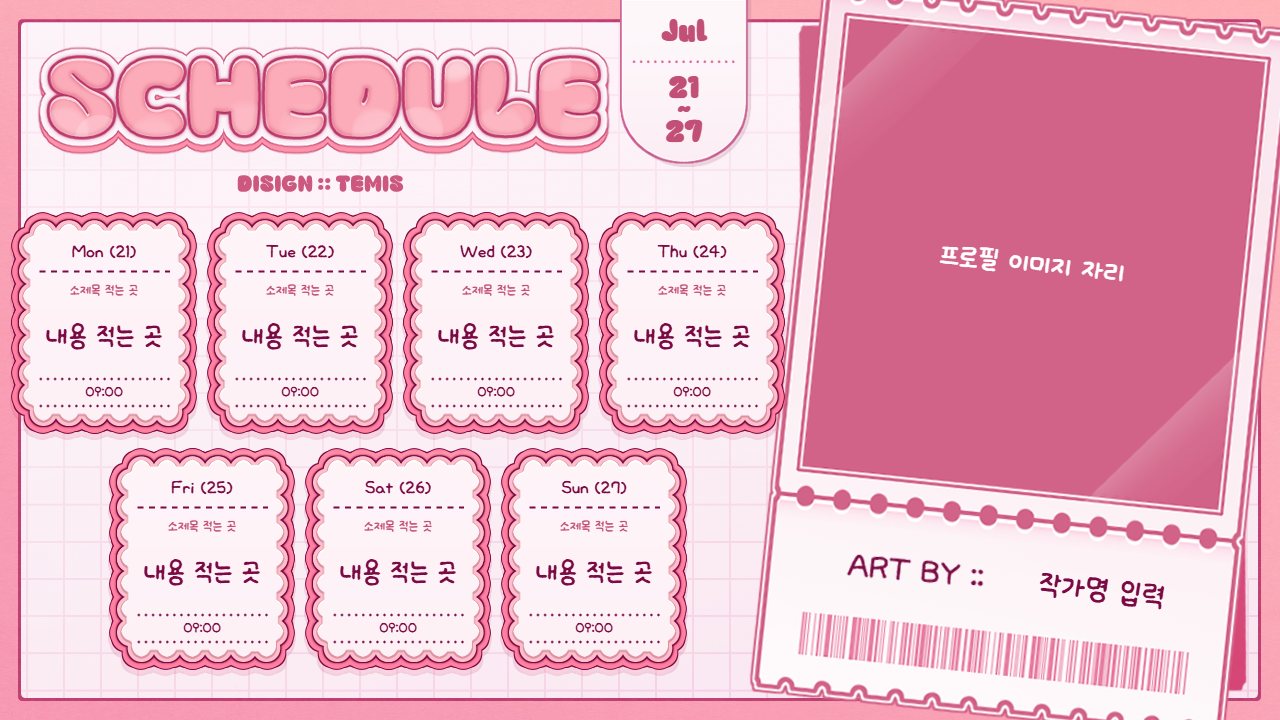 SCHEDULE
Jul
21
~
27
DISIGN :: TEMIS
Mon (21)
소제목 적는 곳
내용 적는 곳
09:00
Tue (22)
소제목 적는 곳
내용 적는 곳
09:00
Wed (23)
소제목 적는 곳
내용 적는 곳
09:00
Thu (24)
소제목 적는 곳
내용 적는 곳
09:00
Fri (25)
소제목 적는 곳
내용 적는 곳
09:00
Sat (26)
소제목 적는 곳
내용 적는 곳
09:00
Sun (27)
소제목 적는 곳
내용 적는 곳
09:00
프로필 이미지 자리
ART BY :: 작가명 입력